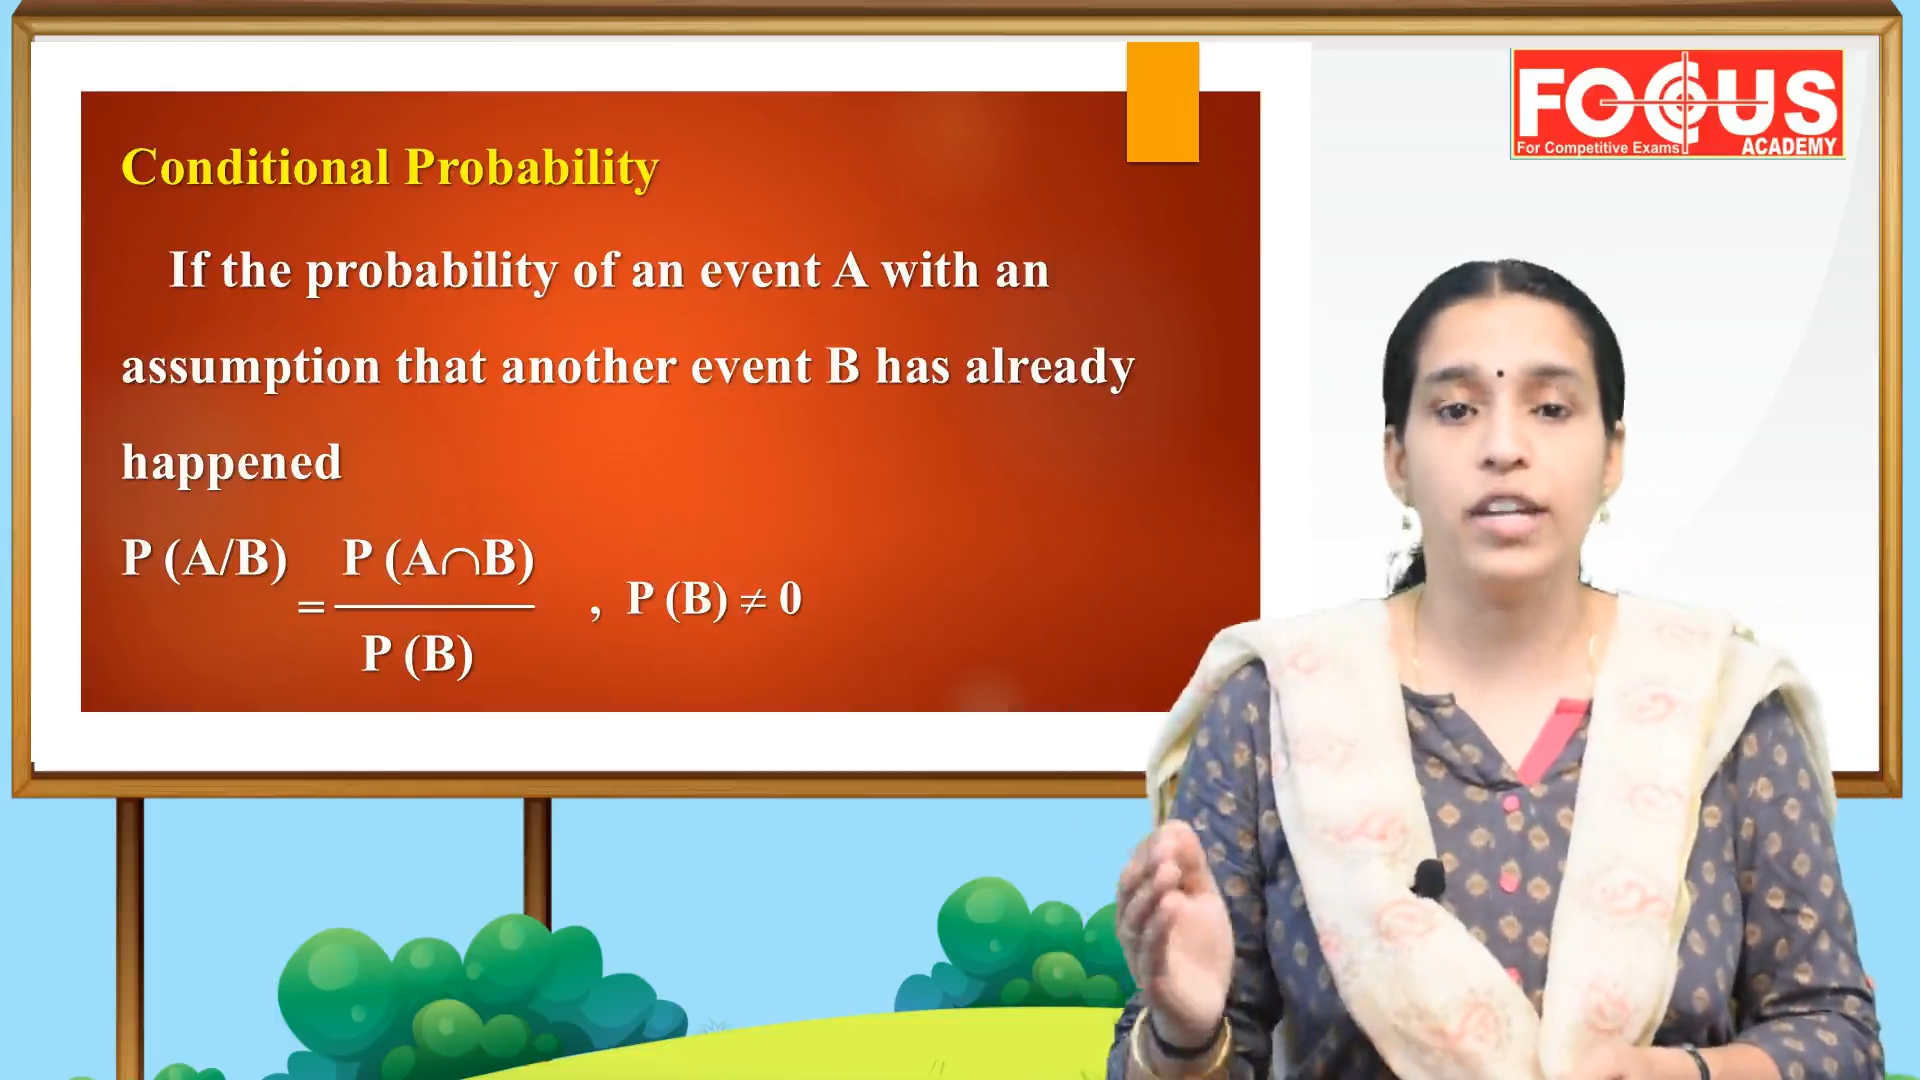 FOCUS
For Competitive Exams
ACADEMY
Conditional Probability
If the probability of an event A with an
assumption that another event B has already
happened
P (A/B) = P (A∩B) / P (B) , P (B) ≠ 0